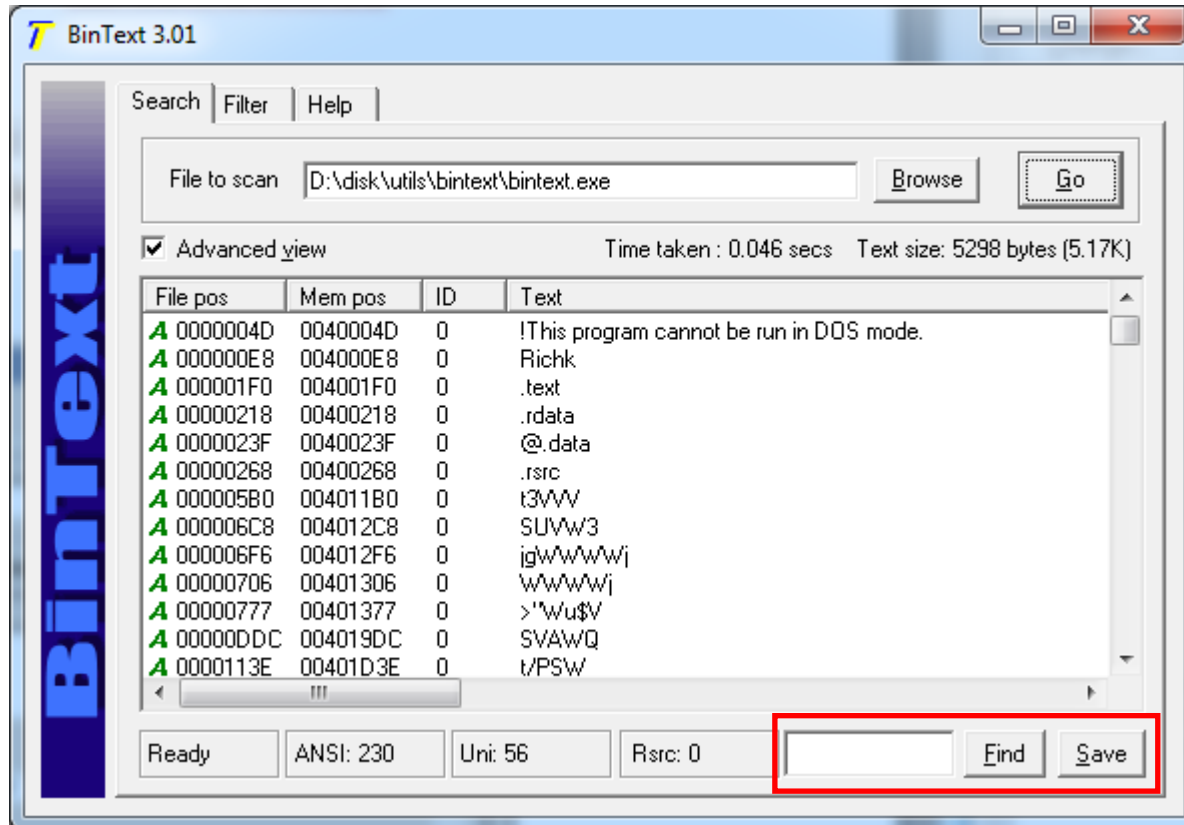 BinText 3.01
Search Filter Help
File to scan D:\disk\utils\bintext\bintext.exe Browse Go
Advanced view Time taken : 0.046 secs Text size: 5298 bytes (5.17K)
File pos Mem pos ID Text
A 0000004D 0040004D 0 !This program cannot be run in DOS mode.
A 000000E8 004000E8 0 Richk
A 000001F0 004001F0 0 .text
A 00000218 00400218 0 .rdata
A 0000023F 0040023F 0 @.data
A 00000268 00400268 0 .rsrc
A 000005B0 004011B0 0 t3VVV
A 000006C8 004012C8 0 SUVW3
A 000006F6 004012F6 0 jgWWWWj
A 00000706 00401306 0 WWWWj
A 00000777 00401377 0 >"Wu$V
A 00000DDC 004019DC 0 SVAWQ
A 0000113E 00401D3E 0 t/PSW
Ready ANSI: 230 Uni: 56 Rsrc: 0 Find Save
BinText